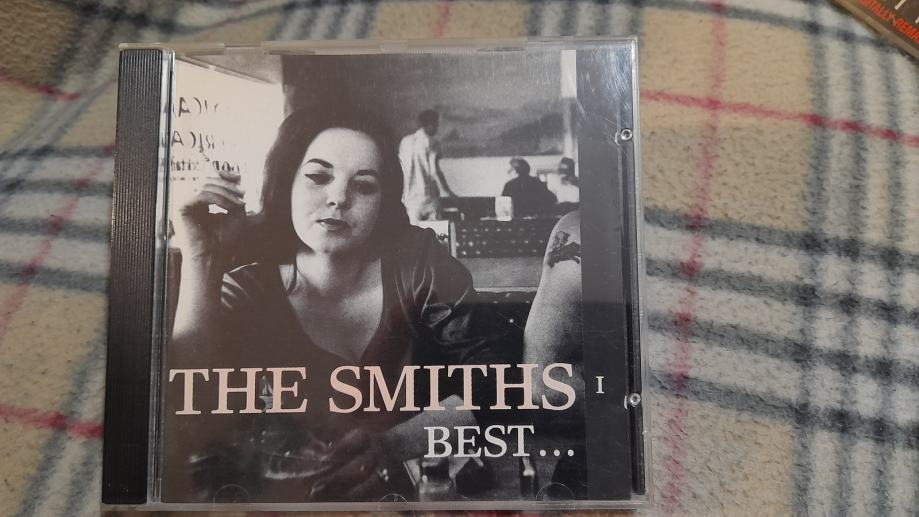 THE SMITHS I
BEST...